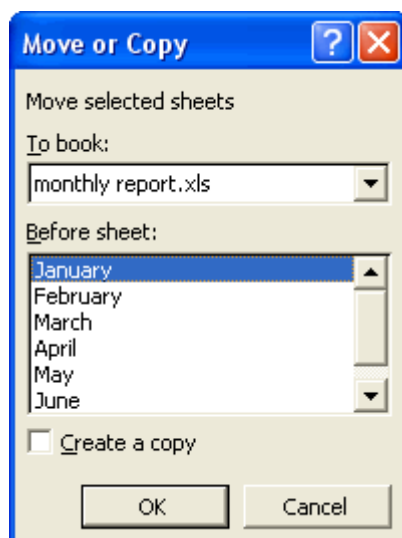 Move or Copy
Move selected sheets
To book:
monthly report.xls
Before sheet:
January
February
March
April
May
June
Create a copy
OK Cancel